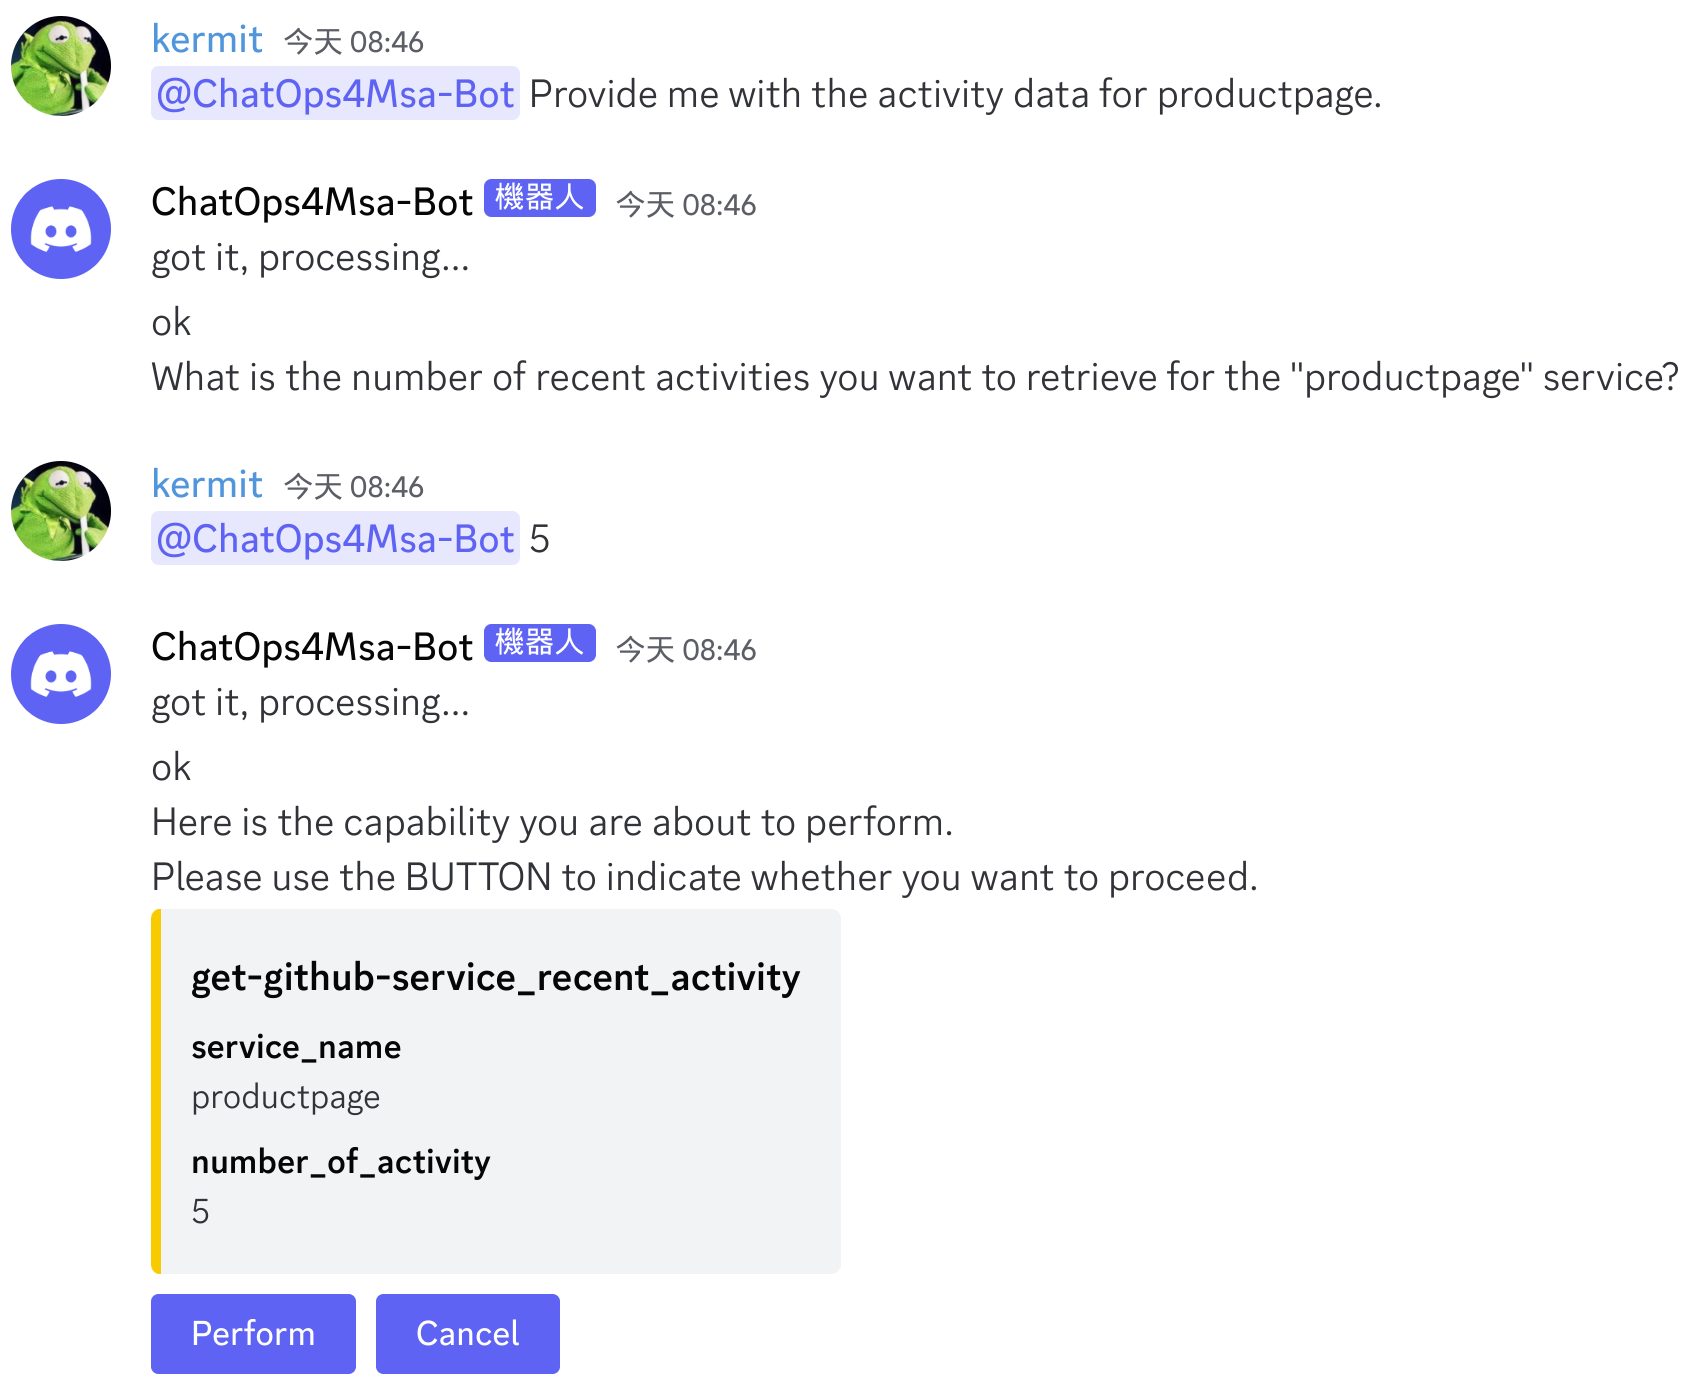 kermit 今天 08:46
@ChatOps4Msa-Bot Provide me with the activity data for productpage.
ChatOps4Msa-Bot 機器人 今天 08:46
got it, processing...
ok
What is the number of recent activities you want to retrieve for the "productpage" service?
kermit 今天 08:46
@ChatOps4Msa-Bot 5
ChatOps4Msa-Bot 機器人 今天 08:46
got it, processing...
ok
Here is the capability you are about to perform.
Please use the BUTTON to indicate whether you want to proceed.
get-github-service_recent_activity
service_name
productpage
number_of_activity
5
Perform Cancel